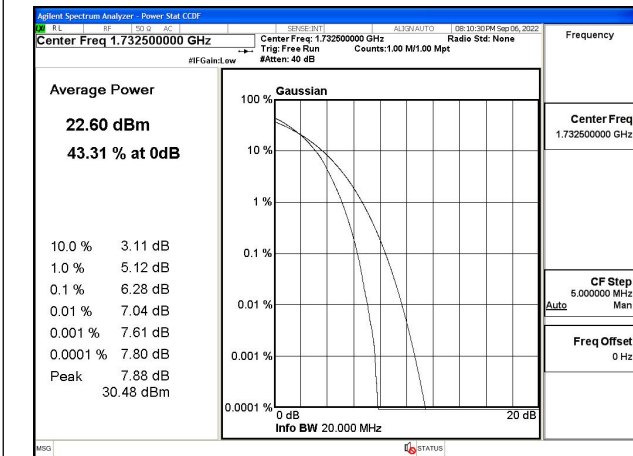 Agilent Spectrum Analyzer - Power Stat CCDF
LXI RL RF 50 Ω AC SENSE:INT ALIGN AUTO 08:10:30 PM Sep 06, 2022
Center Freq 1.732500000 GHz
Center Freq: 1.732500000 GHz Radio Std: None
Trig: Free Run Counts:1.00 M/1.00 Mpt
#IFGain:Low #Atten: 40 dB
Frequency
Average Power
22.60 dBm
43.31 % at 0dB
10.0 % 3.11 dB
1.0 % 5.12 dB
0.1 % 6.28 dB
0.01 % 7.04 dB
0.001 % 7.61 dB
0.0001 % 7.80 dB
Peak 7.88 dB
30.48 dBm
Gaussian
100 %
10 %
1 %
0.1 %
0.01 %
0.001 %
0.0001 %
0 dB 20 dB
Info BW 20.000 MHz
Center Freq
1.732500000 GHz
CF Step
5.000000 MHz
Auto Man
Freq Offset
0 Hz
MSG STATUS